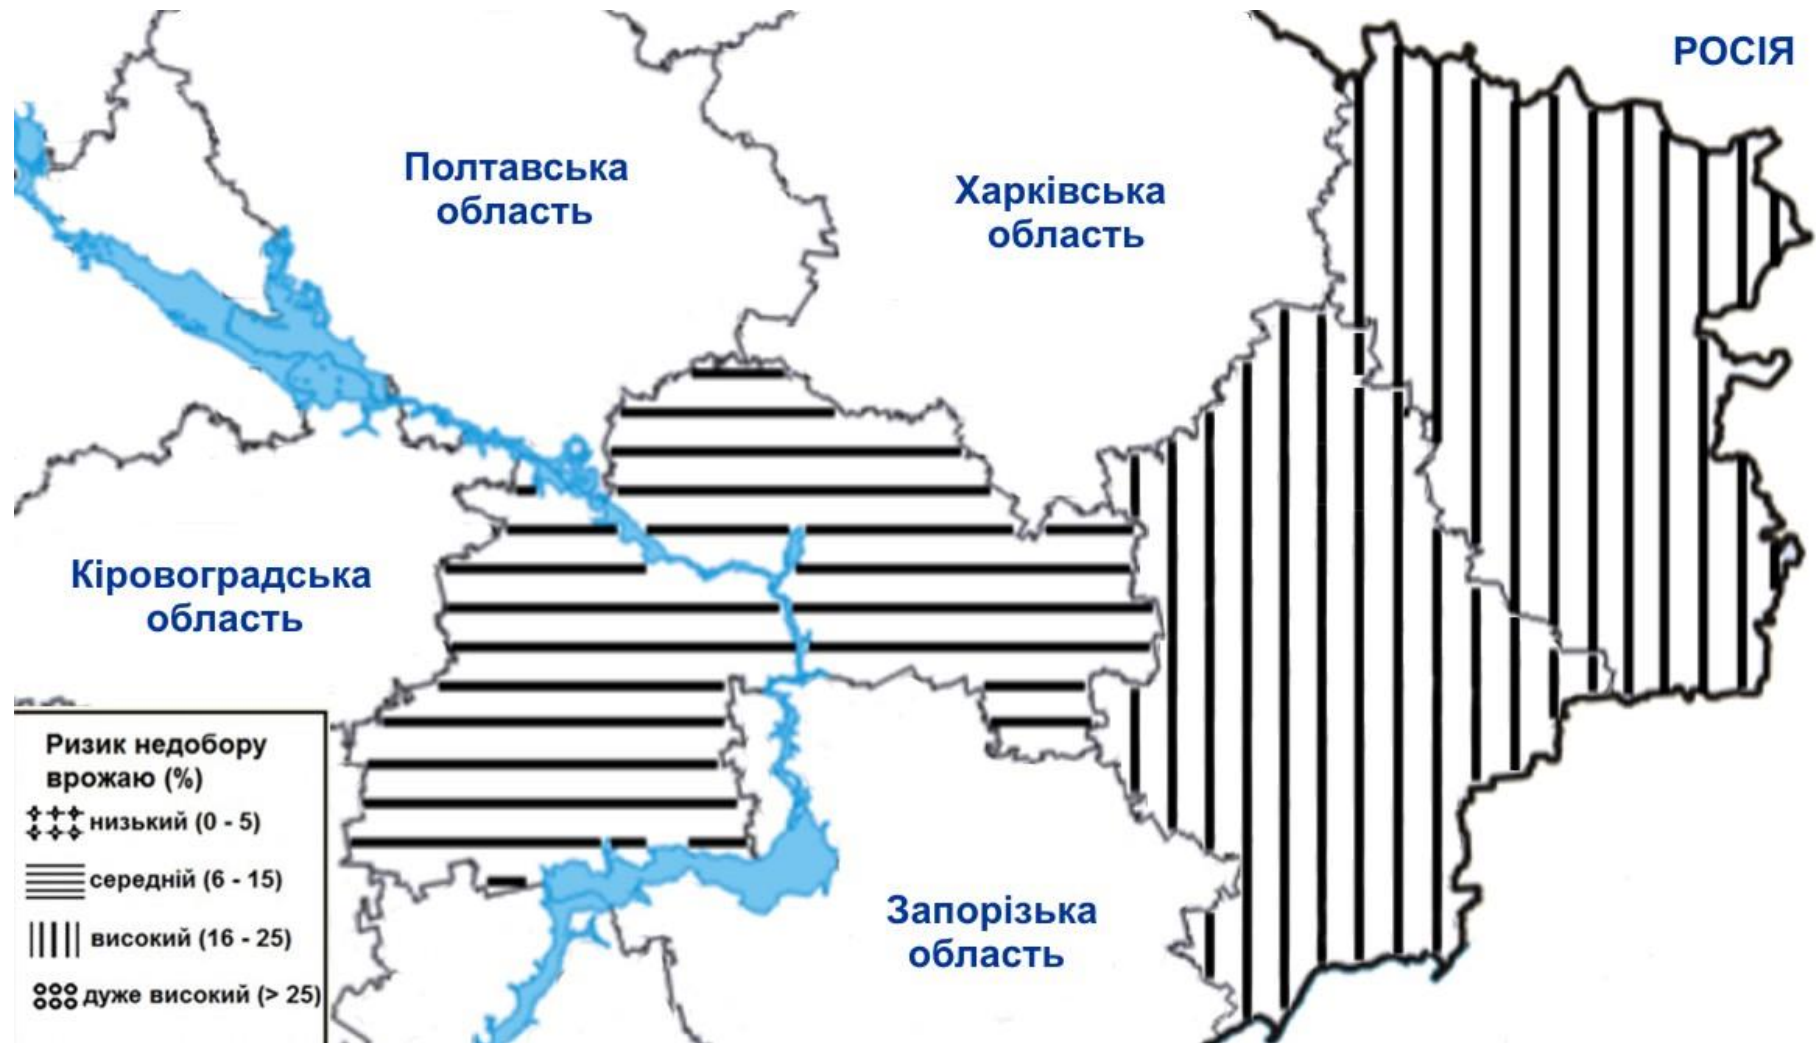 РОСІЯ
Полтавська
область
Харківська
область
Кіровоградська
область
Запорізька
область
Ризик недобору
врожаю (%)
низький (0 - 5)
середній (6 - 15)
високий (16 - 25)
дуже високий (> 25)